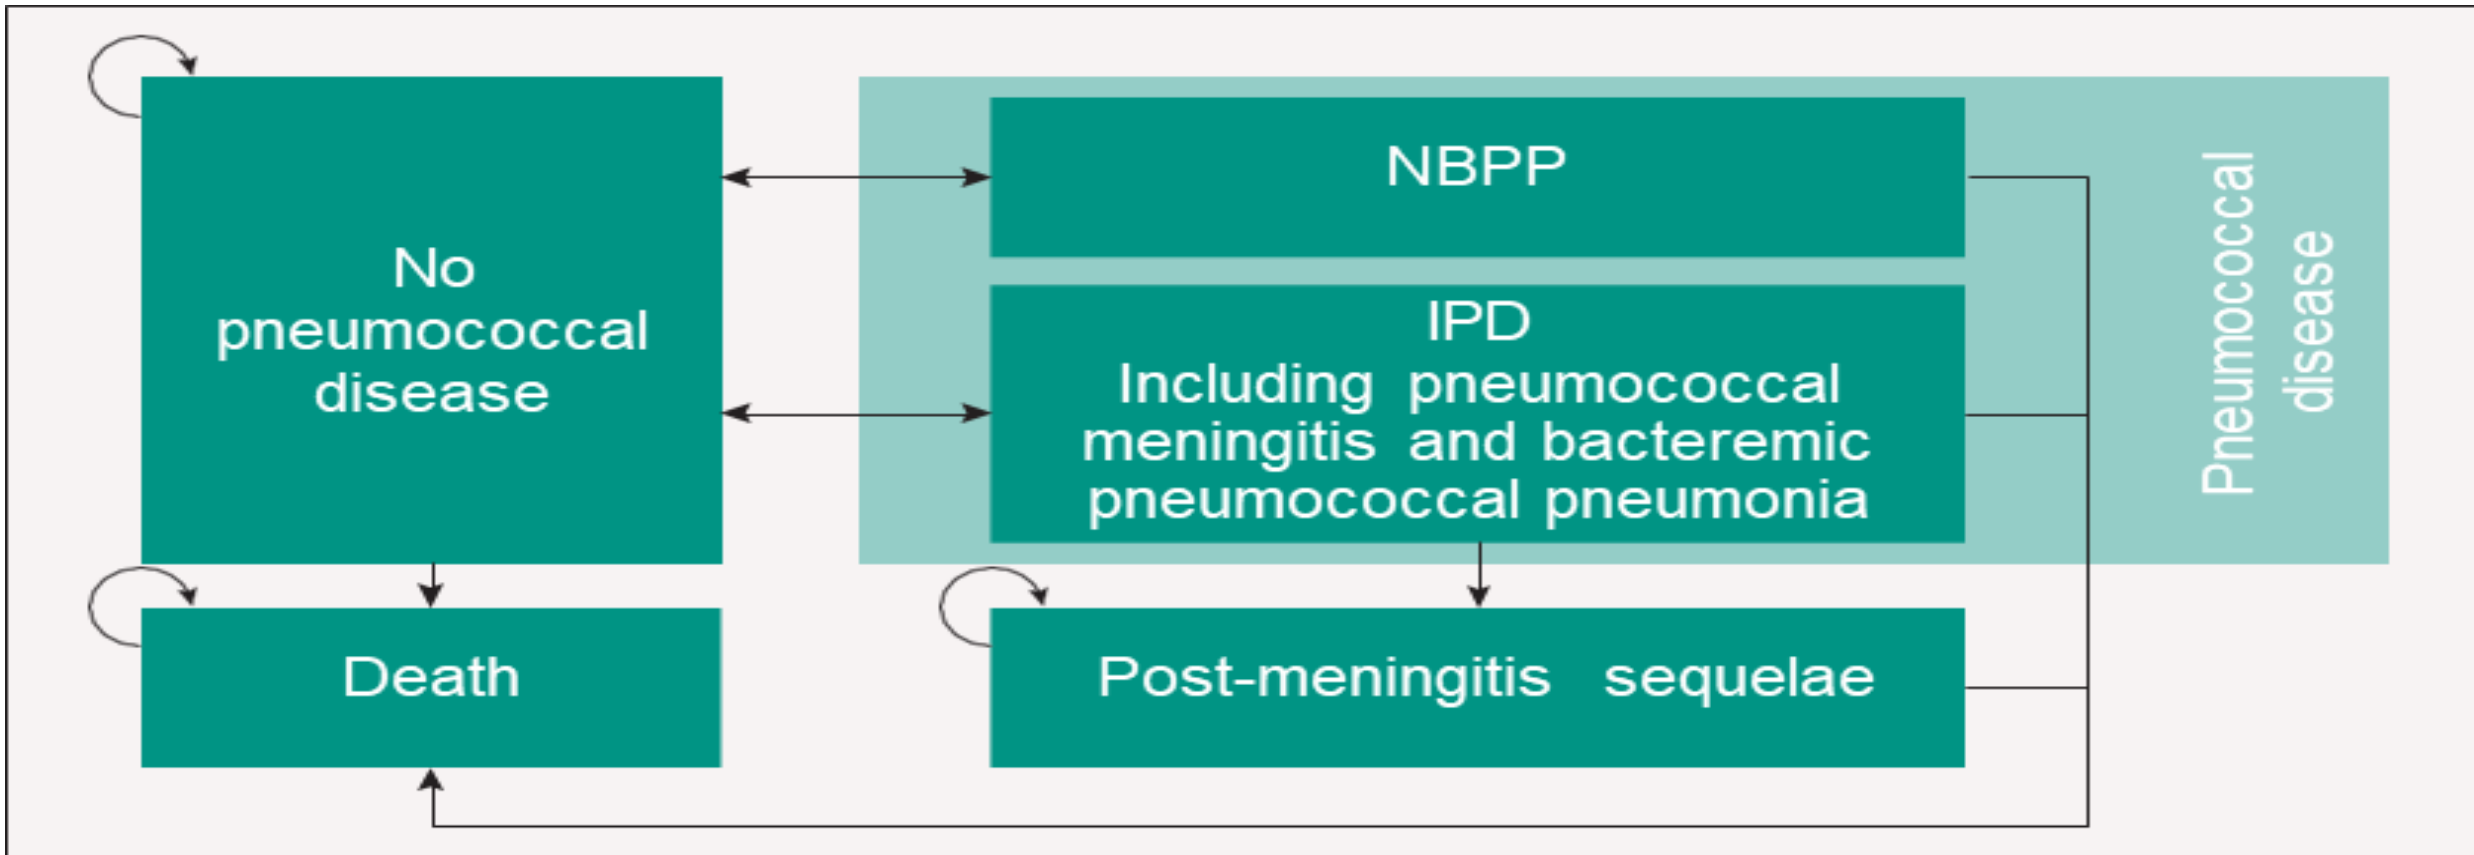 No
pneumococcal
disease
NBPP
IPD
Including pneumococcal
meningitis and bacteremic
pneumococcal pneumonia
Pneumococcal
disease
Death
Post-meningitis sequelae